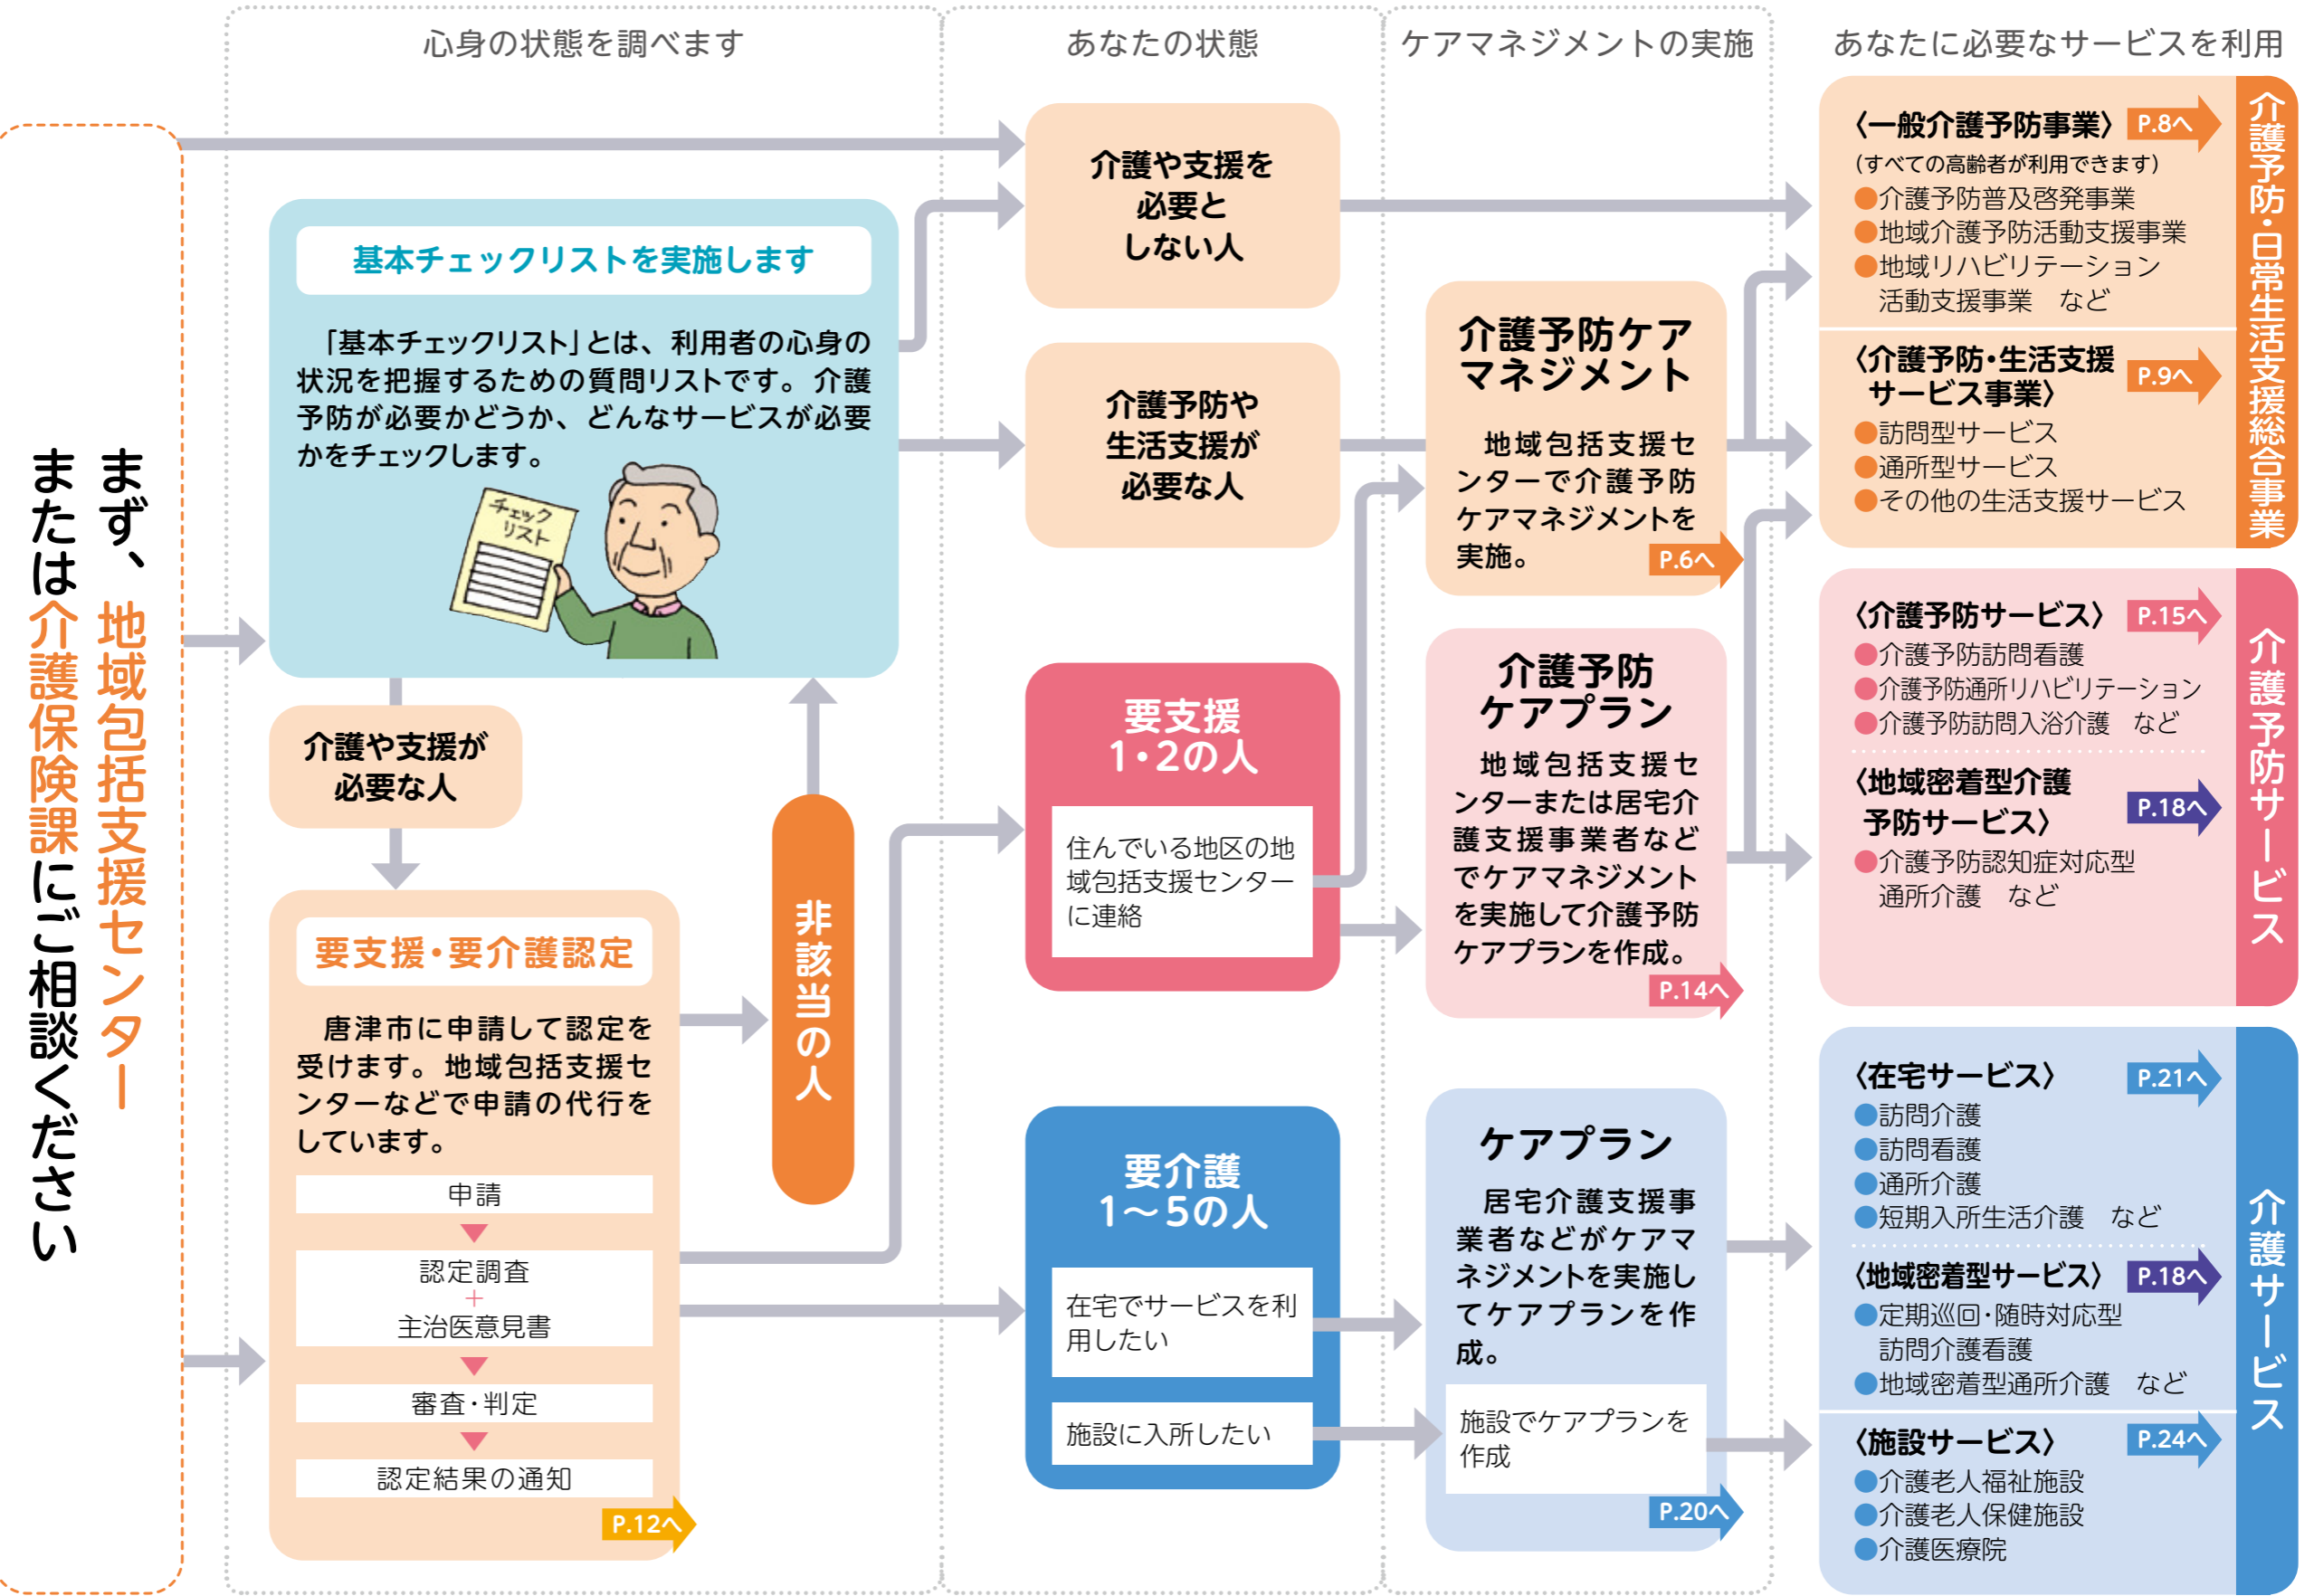 まず、地域包括支援センター
または介護保険課にご相談ください
心身の状態を調べます
基本チェックリストを実施します
「基本チェックリスト」とは、利用者の心身の
状況を把握するための質問リストです。介護
予防が必要かどうか、どんなサービスが必要
かをチェックします。
チェック
リスト
介護や支援が
必要な人
要支援・要介護認定
唐津市に申請して認定を
受けます。地域包括支援セ
ンターなどで申請の代行を
しています。
申請
認定調査
+
主治医意見書
審査・判定
認定結果の通知
P.12へ
非該当の人
あなたの状態
介護や支援を
必要と
しない人
介護予防や
生活支援が
必要な人
要支援
1・2の人
住んでいる地区の地
域包括支援センター
に連絡
要介護
1〜5の人
在宅でサービスを利
用したい
施設に入所したい
ケアマネジメントの実施
介護予防ケア
マネジメント
地域包括支援セ
ンターで介護予防
ケアマネジメントを
実施。
P.6へ
介護予防
ケアプラン
地域包括支援セ
ンターまたは居宅介
護支援事業者など
でケアマネジメント
を実施して介護予防
ケアプランを作成。
P.14へ
ケアプラン
居宅介護支援事
業者などがケアマ
ネジメントを実施し
てケアプランを作
成。
施設でケアプランを
作成
P.20へ
あなたに必要なサービスを利用
〈一般介護予防事業〉 P.8へ
(すべての高齢者が利用できます)
●介護予防普及啓発事業
●地域介護予防活動支援事業
●地域リハビリテーション
活動支援事業 など
〈介護予防・生活支援
サービス事業〉 P.9へ
●訪問型サービス
●通所型サービス
●その他の生活支援サービス
介護予防・日常生活支援総合事業
〈介護予防サービス〉 P.15へ
●介護予防訪問看護
●介護予防通所リハビリテーション
●介護予防訪問入浴介護 など
〈地域密着型介護
予防サービス〉 P.18へ
●介護予防認知症対応型
通所介護 など
介護予防サービス
〈在宅サービス〉 P.21へ
●訪問介護
●訪問看護
●通所介護
●短期入所生活介護 など
〈地域密着型サービス〉 P.18へ
●定期巡回・随時対応型
訪問介護看護
●地域密着型通所介護 など
〈施設サービス〉 P.24へ
●介護老人福祉施設
●介護老人保健施設
●介護医療院
介護サービス